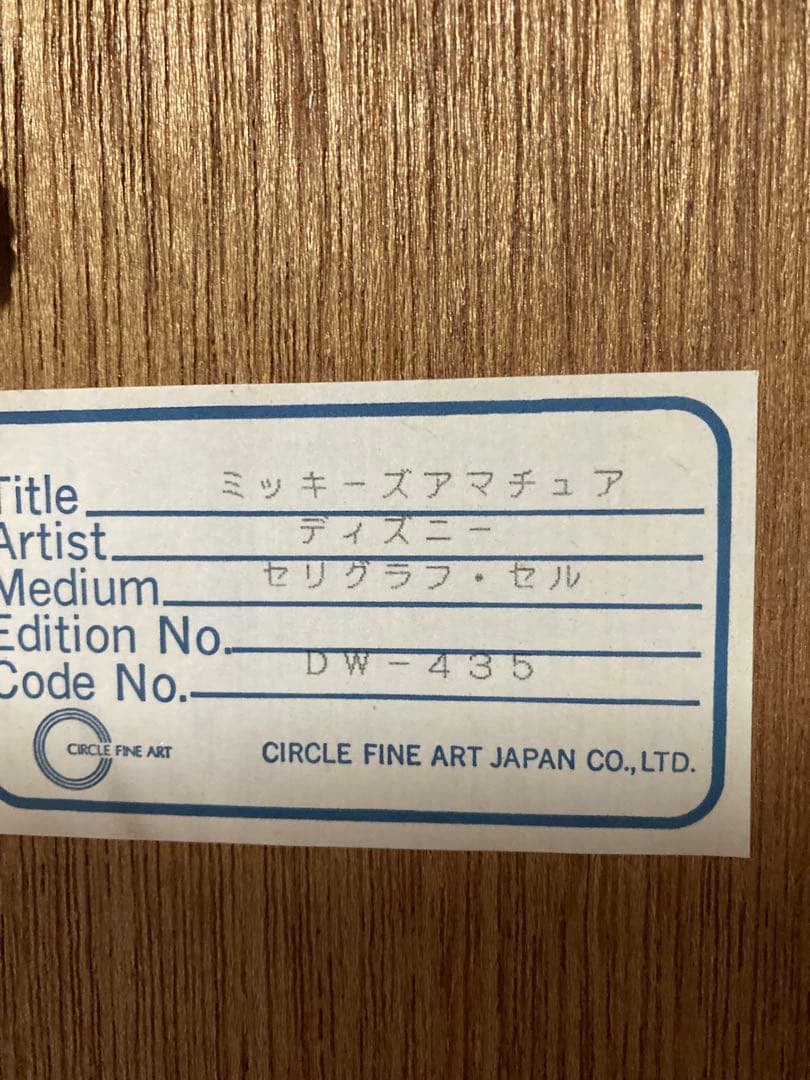 Title ミッキーズアマチュア
Artist ディズニー
Medium セリグラフ・セル
Edition No.
Code No. DW-435
CIRCLE FINE ART CIRCLE FINE ART JAPAN CO.,LTD.